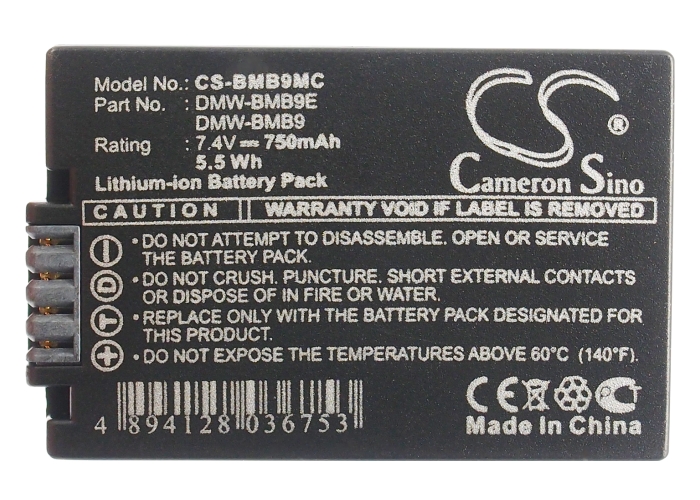 Model No.: CS-BMB9MC
Part No. : DMW-BMB9E
DMW-BMB9
Rating : 7.4V⎓750mAh
5.5 Wh
Lithium-ion Battery Pack
CS ®
Cameron Sino
CAUTION WARRANTY VOID IF LABEL IS REMOVED
• DO NOT ATTEMPT TO DISASSEMBLE. OPEN OR SERVICE
THE BATTERY PACK.
• DO NOT CRUSH. PUNCTURE. SHORT EXTERNAL CONTACTS
OR DISPOSE OF IN FIRE OR WATER.
• REPLACE ONLY WITH THE BATTERY PACK DESIGNATED FOR
THIS PRODUCT.
• DO NOT EXPOSE THE TEMPERATURES ABOVE 60°C (140°F).
−
D
T
+
4 894128 036753
CE
Made In China